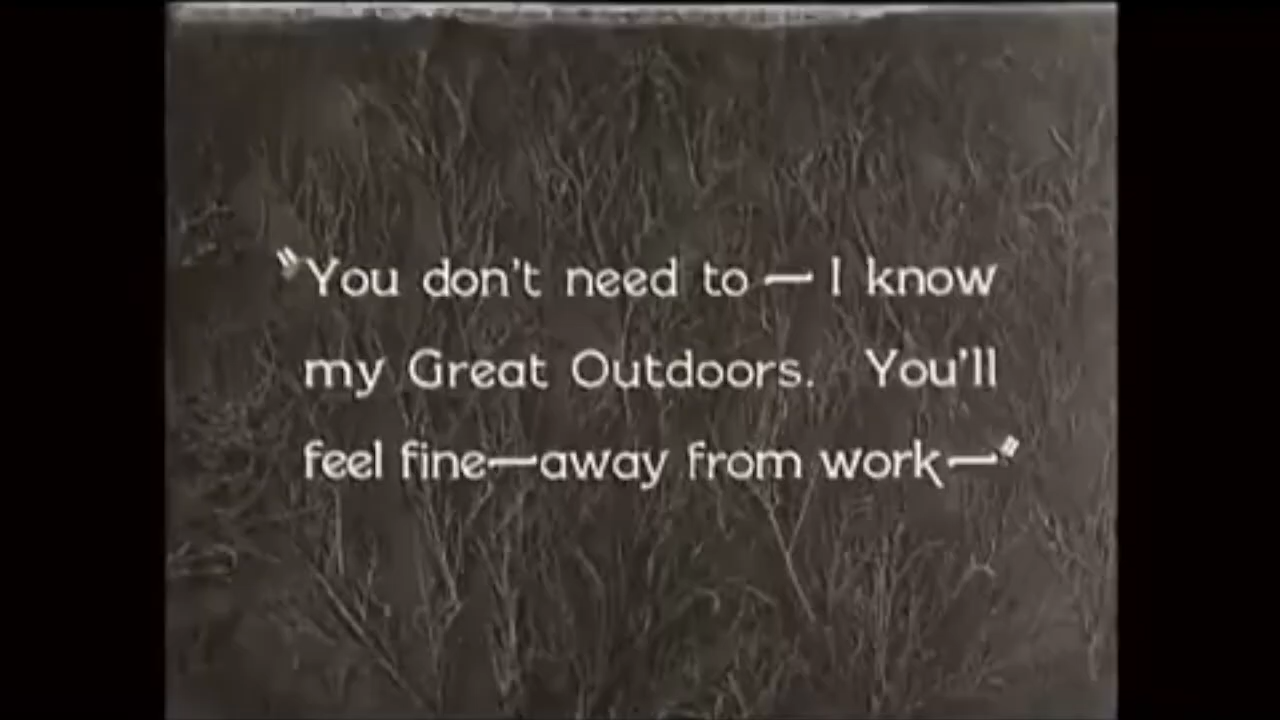 "You don't need to — I know
my Great Outdoors. You'll
feel fine—away from work—"